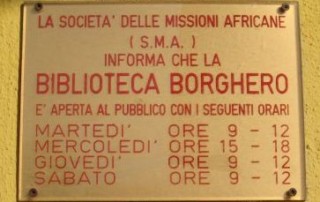 LA SOCIETA' DELLE MISSIONI AFRICANE
( S.M.A. )
INFORMA CHE LA
BIBLIOTECA BORGHERO
E' APERTA AL PUBBLICO CON I SEGUENTI ORARI
MARTEDI' ORE 9 - 12
MERCOLEDI' ORE 15 - 18
GIOVEDI' ORE 9 - 12
SABATO ORE 9 - 12